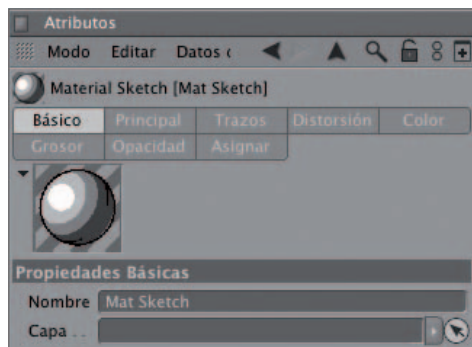 Atributos
Modo Editar Datos
Material Sketch [Mat Sketch]
Básico Principal Trazos Distorsión Color
Grosor Opacidad Asignar
Propiedades Básicas
Nombre Mat Sketch
Capa . .